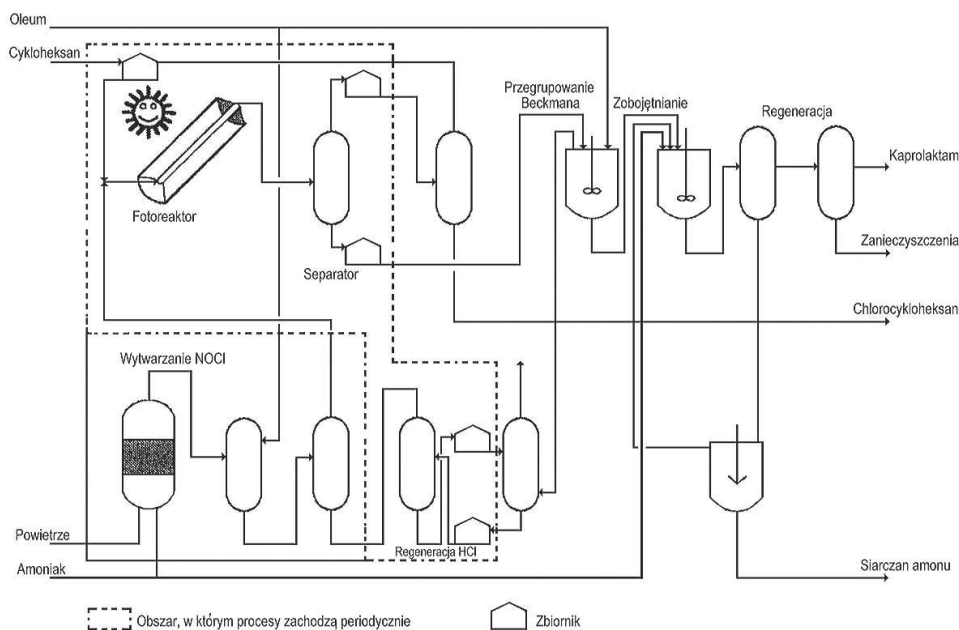 Oleum
Cykloheksan
Przegrupowanie
Beckmana
Zobojętnianie
Regeneracja
Kaprolaktam
Fotoreaktor
Separator
Zanieczyszczenia
Chlorocykloheksan
Wytwarzanie NOCl
Powietrze
Regeneracja HCl
Amoniak
Siarczan amonu
Obszar, w którym procesy zachodzą periodycznie
Zbiornik